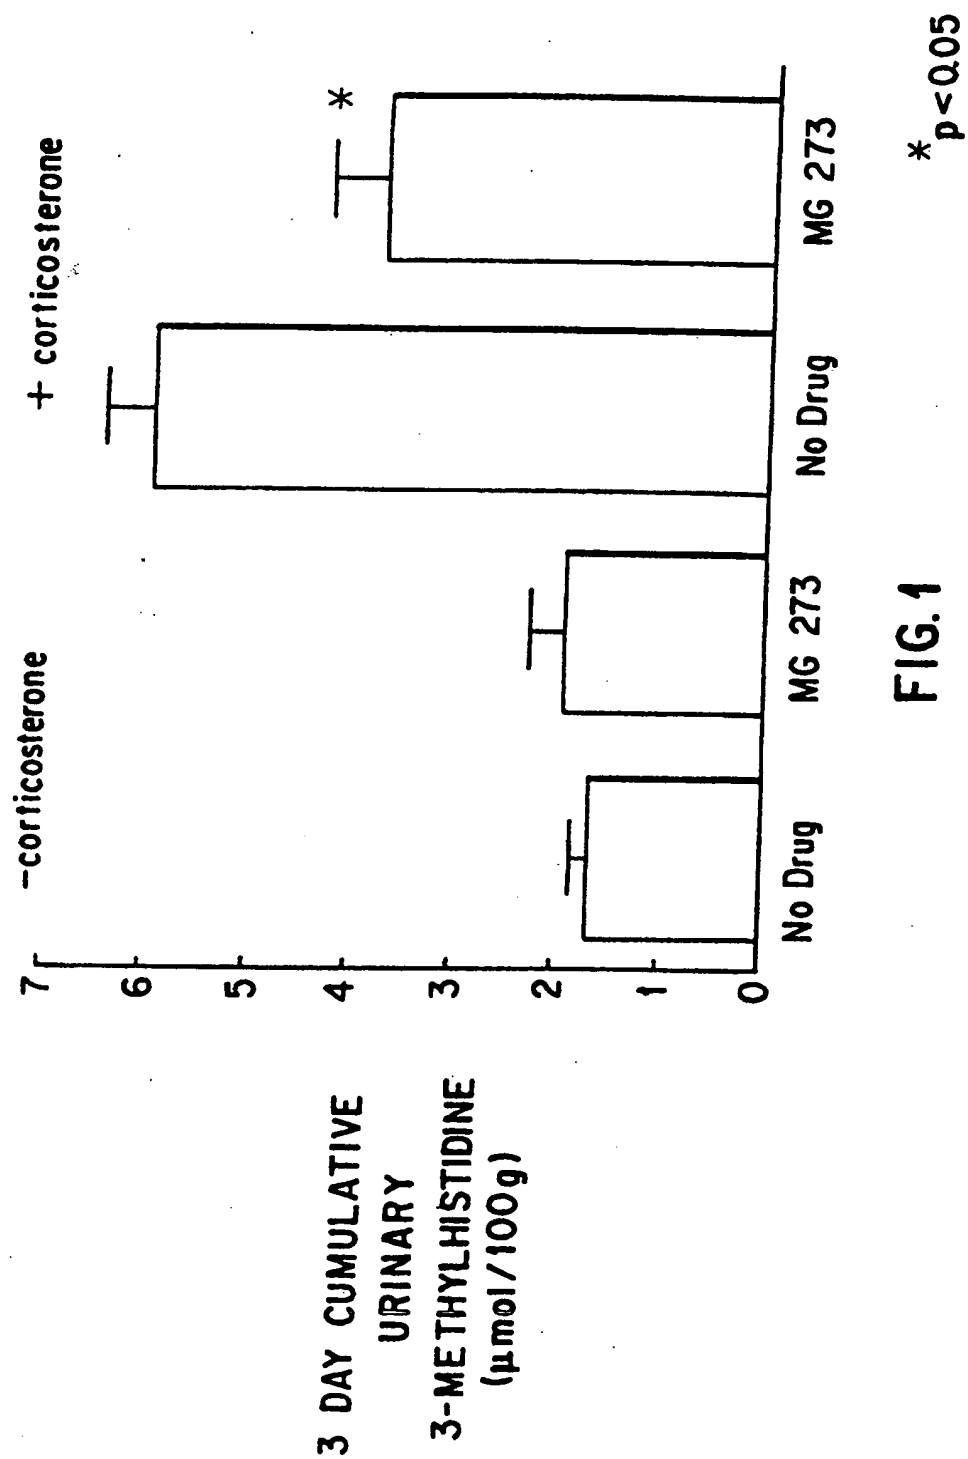 −corticosterone
+ corticosterone
7
6
5
4
3
2
1
0
3 DAY CUMULATIVE
URINARY
3-METHYLHISTIDINE
(μmol/100g)
*
No Drug
MG 273
No Drug
MG 273
* p<0.05
FIG. 1